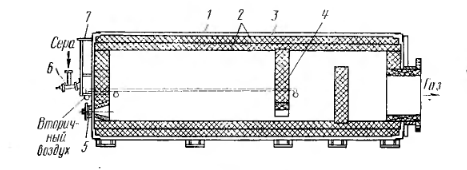 7 1 2 3 4
Сера
6
Газ
Вторич-
ный
воздух
5